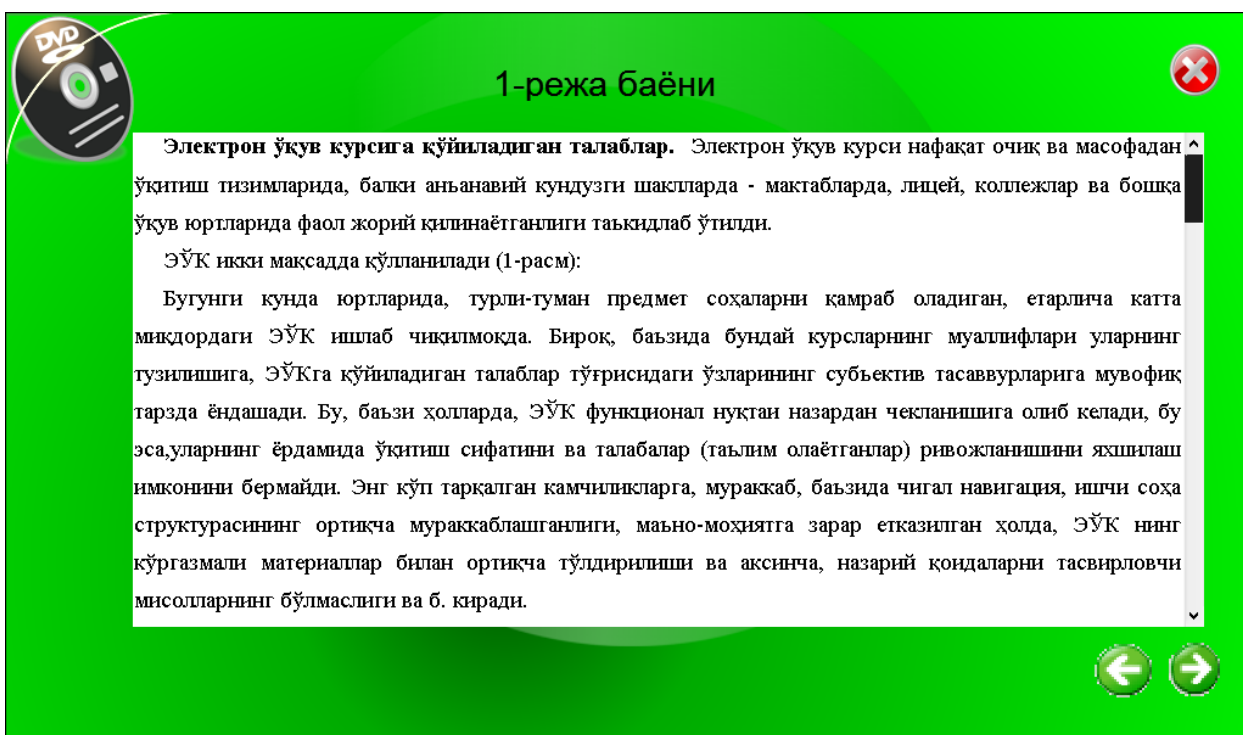 DVD
1-режа баёни
Электрон ўқув курсига қўйиладиган талаблар. Электрон ўқув курси нафақат очиқ ва масофадан
ўқитиш тизимларида, балки анъанавий кундузги шаклларда - мактабларда, лицей, коллежлар ва бошқа
ўқув юртларида фаол жорий қилинаётганлиги таъкидлаб ўтилди.
ЭЎК икки мақсадда қўлланилади (1-расм):
Бугунги кунда юртларида, турли-туман предмет соҳаларни қамраб оладиган, етарлича катта
миқдордаги ЭЎК ишлаб чиқилмоқда. Бироқ, баъзида бундай курсларнинг муаллифлари уларнинг
тузилишига, ЭЎКга қўйиладиган талаблар тўғрисидаги ўзларининг субъектив тасаввурларига мувофиқ
тарзда ёндашади. Бу, баъзи ҳолларда, ЭЎК функционал нуқтаи назардан чекланишига олиб келади, бу
эса,уларнинг ёрдамида ўқитиш сифатини ва талабалар (таълим олаётганлар) ривожланишини яхшилаш
имконини бермайди. Энг кўп тарқалган камчиликларга, мураккаб, баъзида чигал навигация, ишчи соҳа
структурасининг ортиқча мураккаблашганлиги, маъно-моҳиятга зарар етказилган ҳолда, ЭЎК нинг
кўргазмали материаллар билан ортиқча тўлдирилиши ва аксинча, назарий қоидаларни тасвирловчи
мисолларнинг бўлмаслиги ва б. киради.